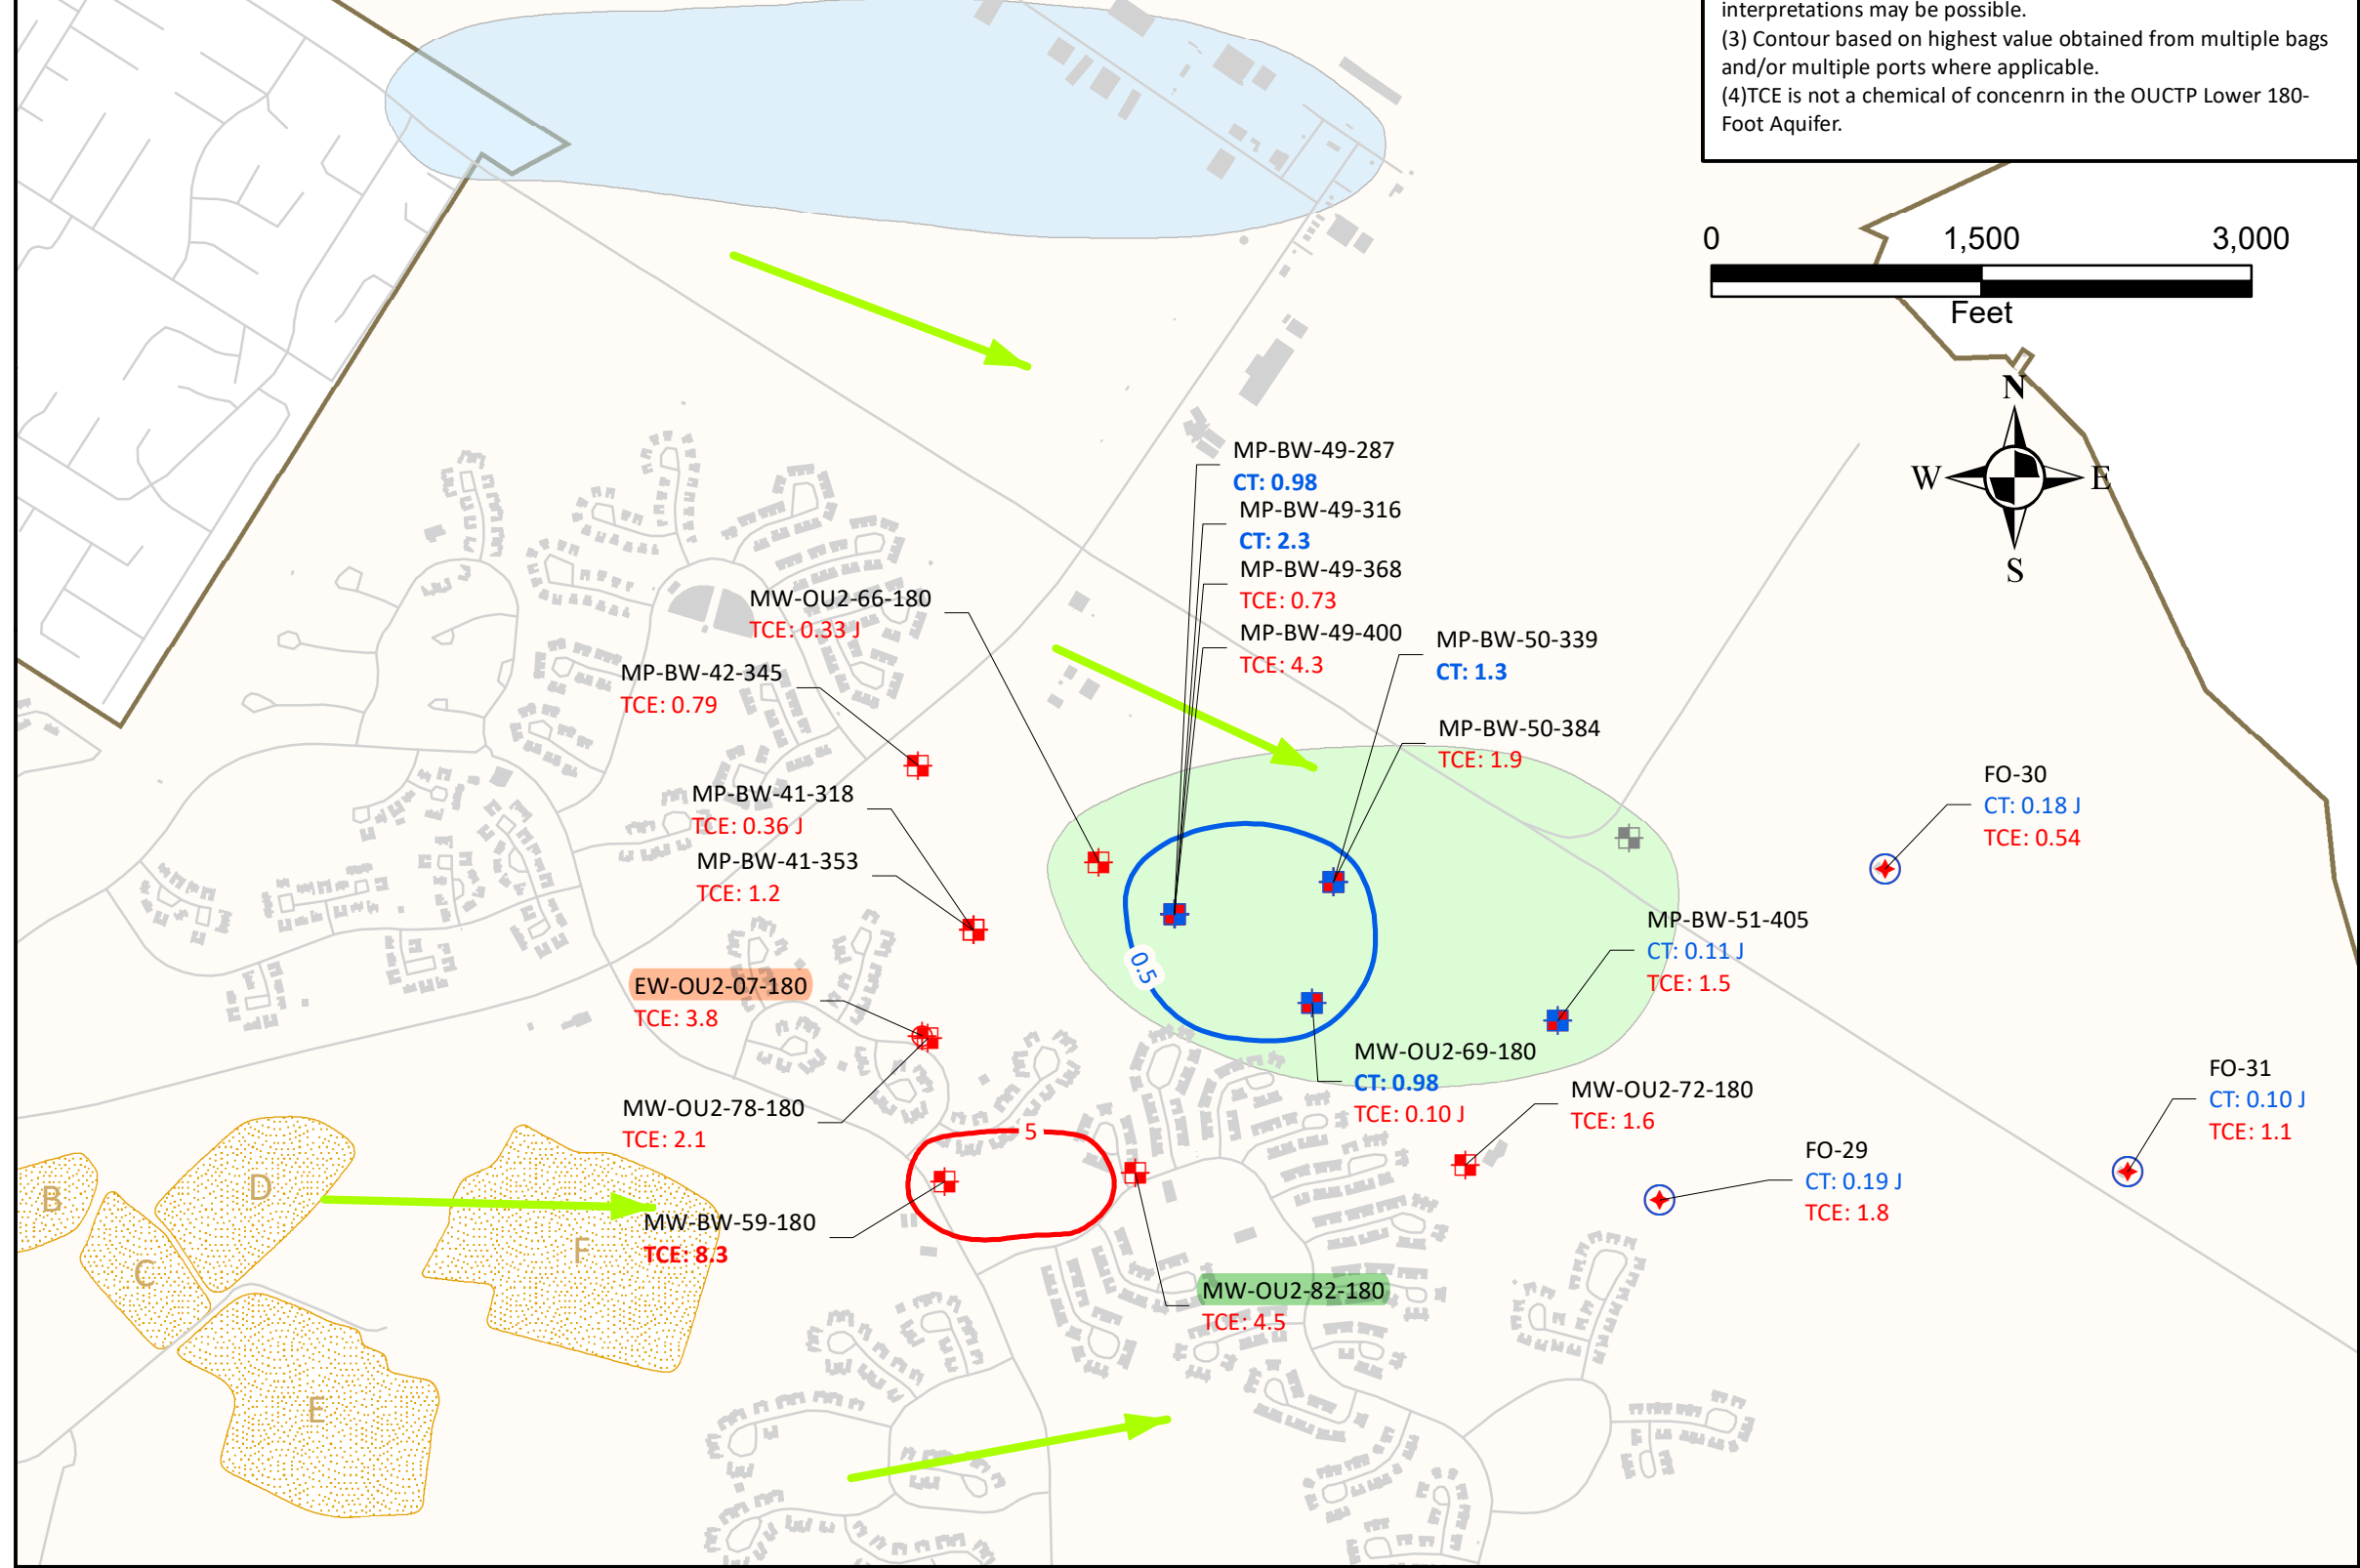 interpretations may be possible.
(3) Contour based on highest value obtained from multiple bags
and/or multiple ports where applicable.
(4)TCE is not a chemical of concenrn in the OUCTP Lower 180-
Foot Aquifer.
0 1,500 3,000
Feet
N
W E
S
MP-BW-49-287
CT: 0.98
MP-BW-49-316
CT: 2.3
MP-BW-49-368
TCE: 0.73
MP-BW-49-400
TCE: 4.3
MW-OU2-66-180
TCE: 0.33 J
MP-BW-50-339
CT: 1.3
MP-BW-42-345
TCE: 0.79
MP-BW-50-384
TCE: 1.9
MP-BW-41-318
TCE: 0.36 J
FO-30
CT: 0.18 J
TCE: 0.54
MP-BW-41-353
TCE: 1.2
MP-BW-51-405
CT: 0.11 J
TCE: 1.5
0.5
EW-OU2-07-180
TCE: 3.8
MW-OU2-69-180
CT: 0.98
TCE: 0.10 J
MW-OU2-72-180
TCE: 1.6
FO-31
CT: 0.10 J
TCE: 1.1
MW-OU2-78-180
TCE: 2.1
5
FO-29
CT: 0.19 J
TCE: 1.8
B
D
C
F
E
MW-BW-59-180
TCE: 8.3
MW-OU2-82-180
TCE: 4.5